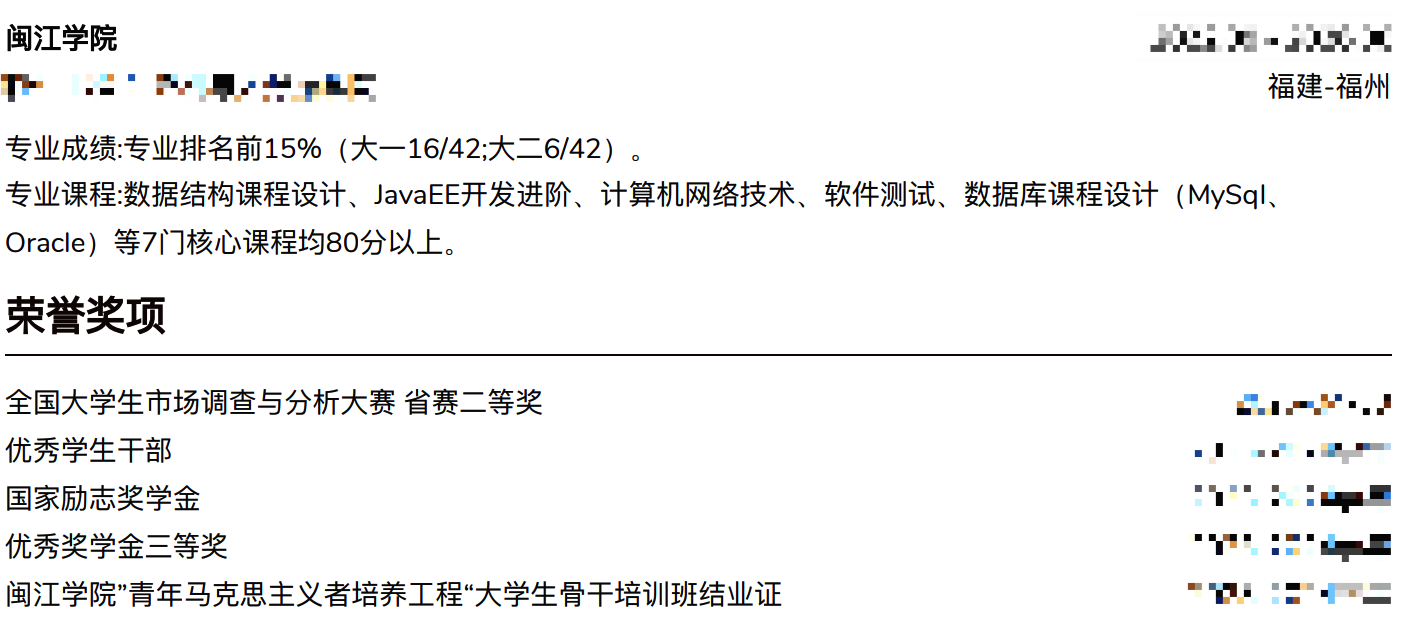 闽江学院
福建-福州
专业成绩:专业排名前15%（大一16/42;大二6/42）。
专业课程:数据结构课程设计、JavaEE开发进阶、计算机网络技术、软件测试、数据库课程设计（MySql、
Oracle）等7门核心课程均80分以上。
荣誉奖项
全国大学生市场调查与分析大赛 省赛二等奖
优秀学生干部
国家励志奖学金
优秀奖学金三等奖
闽江学院”青年马克思主义者培养工程“大学生骨干培训班结业证